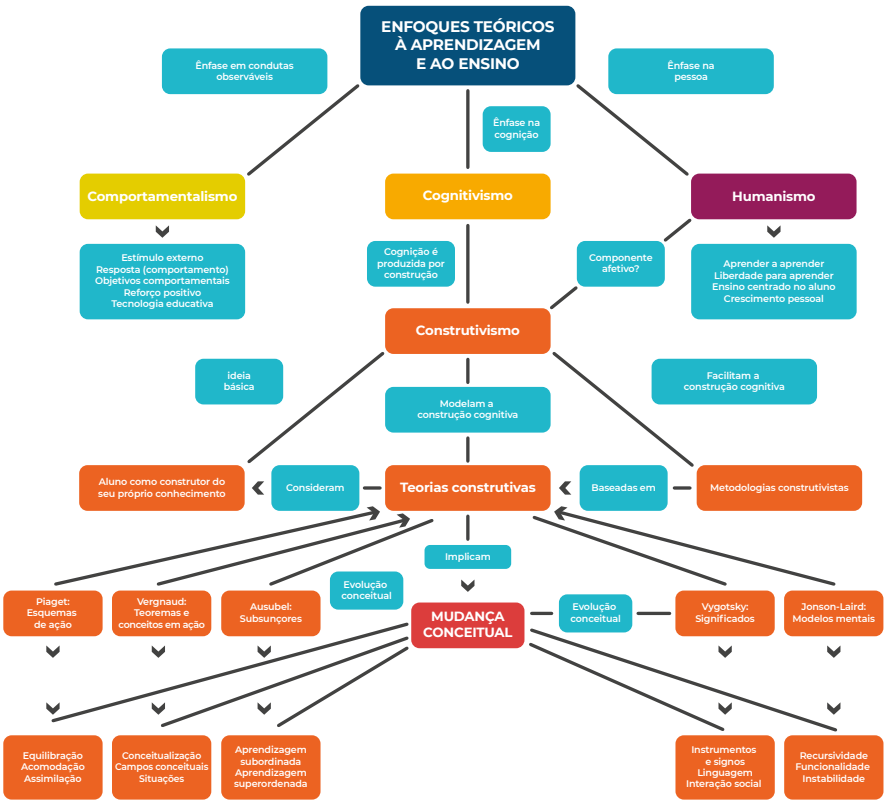 ENFOQUES TEÓRICOS
À APRENDIZAGEM
E AO ENSINO
Ênfase em condutas
observáveis
Ênfase na
pessoa
Ênfase na
cognição
Comportamentalismo
Cognitivismo
Humanismo
Estímulo externo
Resposta (comportamento)
Objetivos comportamentais
Reforço positivo
Tecnologia educativa
Cognição é
produzida por
construção
Componente
afetivo?
Aprender a aprender
Liberdade para aprender
Ensino centrado no aluno
Crescimento pessoal
Construtivismo
ideia
básica
Modelam a
construção cognitiva
Facilitam a
construção cognitiva
Aluno como construtor do
seu próprio conhecimento
Consideram
Teorias construtivas
Baseadas em
Metodologias construtivistas
Implicam
Evolução
conceitual
Piaget:
Esquemas
de ação
Vergnaud:
Teoremas e
conceitos em ação
Ausubel:
Subsunçores
MUDANÇA
CONCEITUAL
Evolução
conceitual
Vygotsky:
Significados
Jonson-Laird:
Modelos mentais
Equilibração
Acomodação
Assimilação
Conceitualização
Campos conceituais
Situações
Aprendizagem
subordinada
Aprendizagem
superordenada
Instrumentos
e signos
Linguagem
Interação social
Recursividade
Funcionalidade
Instabilidade